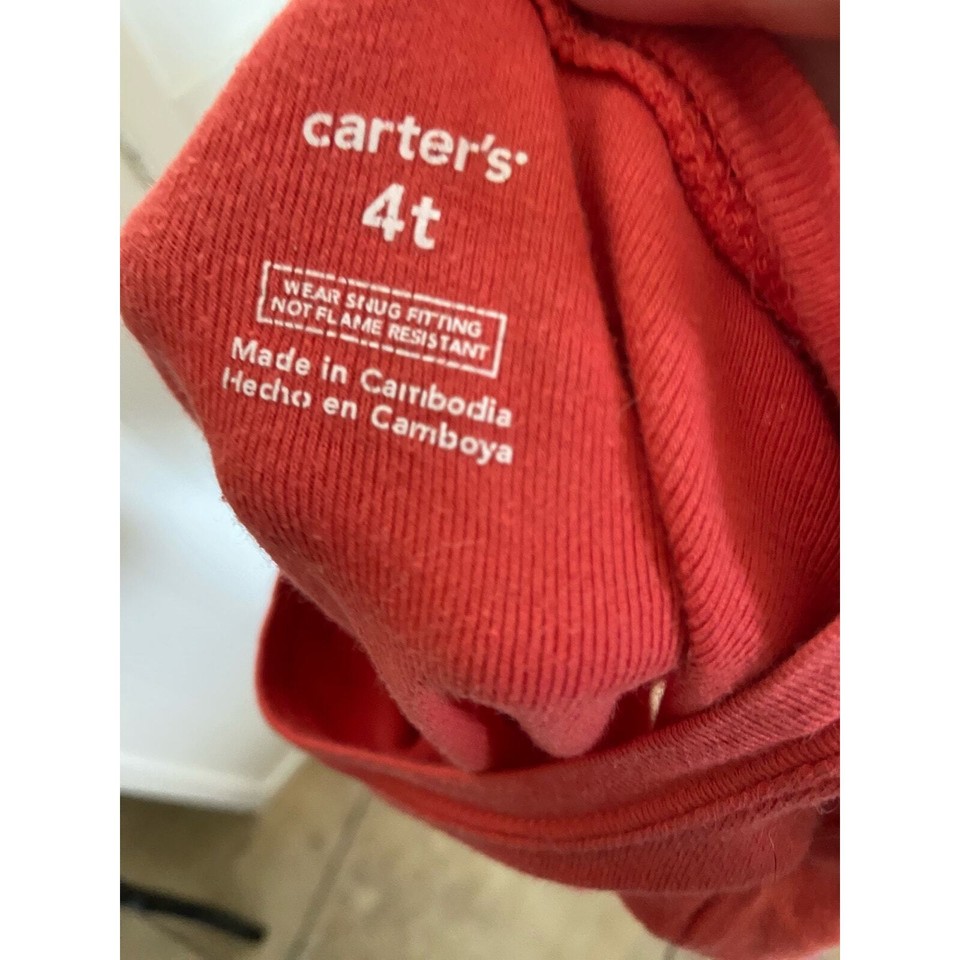 carter's
4t
WEAR SNUG FITTING
NOT FLAME RESISTANT
Made in Cambodia
Hecho en Camboya